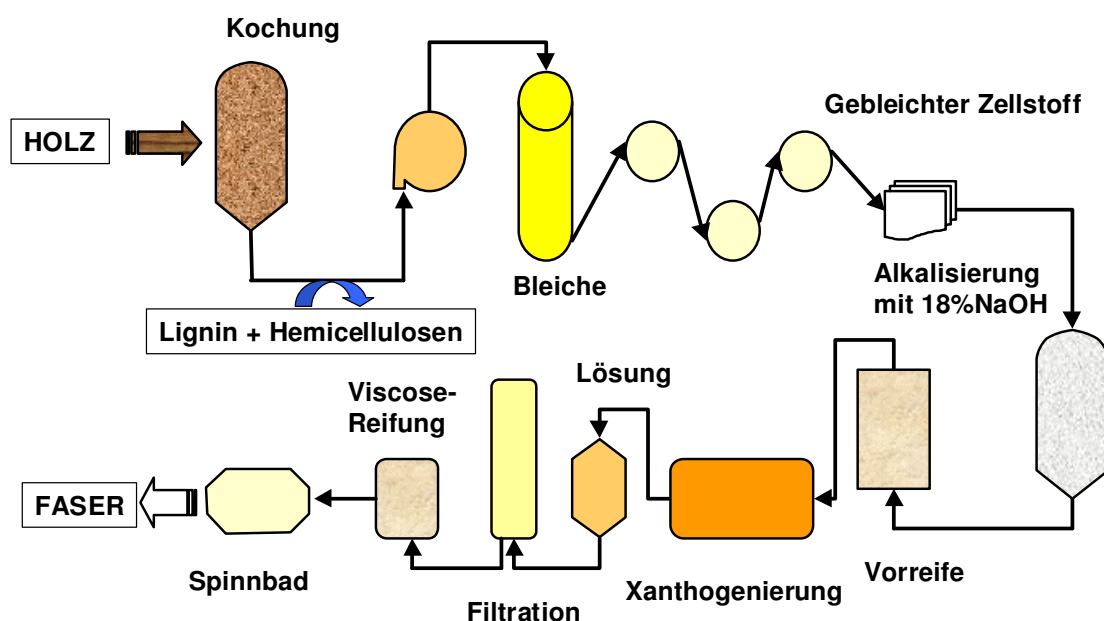 Kochung
HOLZ
Gebleichter Zellstoff
Bleiche
Alkalisierung
mit 18%NaOH
Lignin + Hemicellulosen
Lösung
Viscose-
Reifung
FASER
Spinnbad
Filtration
Xanthogenierung
Vorreife